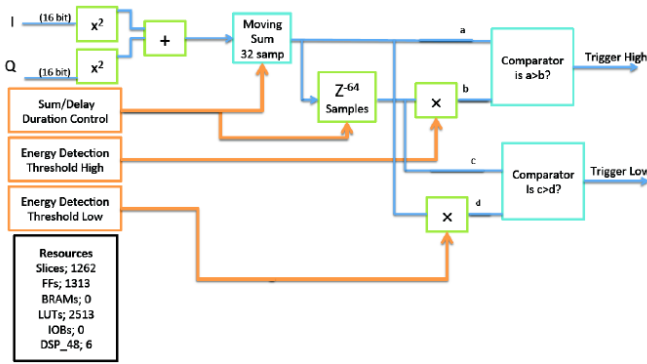 I
(16 bit)
x²
+
Q
(16 bit)
x²
Moving
Sum
32 samp
Z-64
Samples
×
×
a
b
c
d
Comparator
is a>b?
Trigger High
Comparator
Is c>d?
Trigger Low
Sum/Delay
Duration Control
Energy Detection
Threshold High
Energy Detection
Threshold Low
Resources
Slices; 1262
FFs; 1313
BRAMs; 0
LUTs; 2513
IOBs; 0
DSP_48; 6